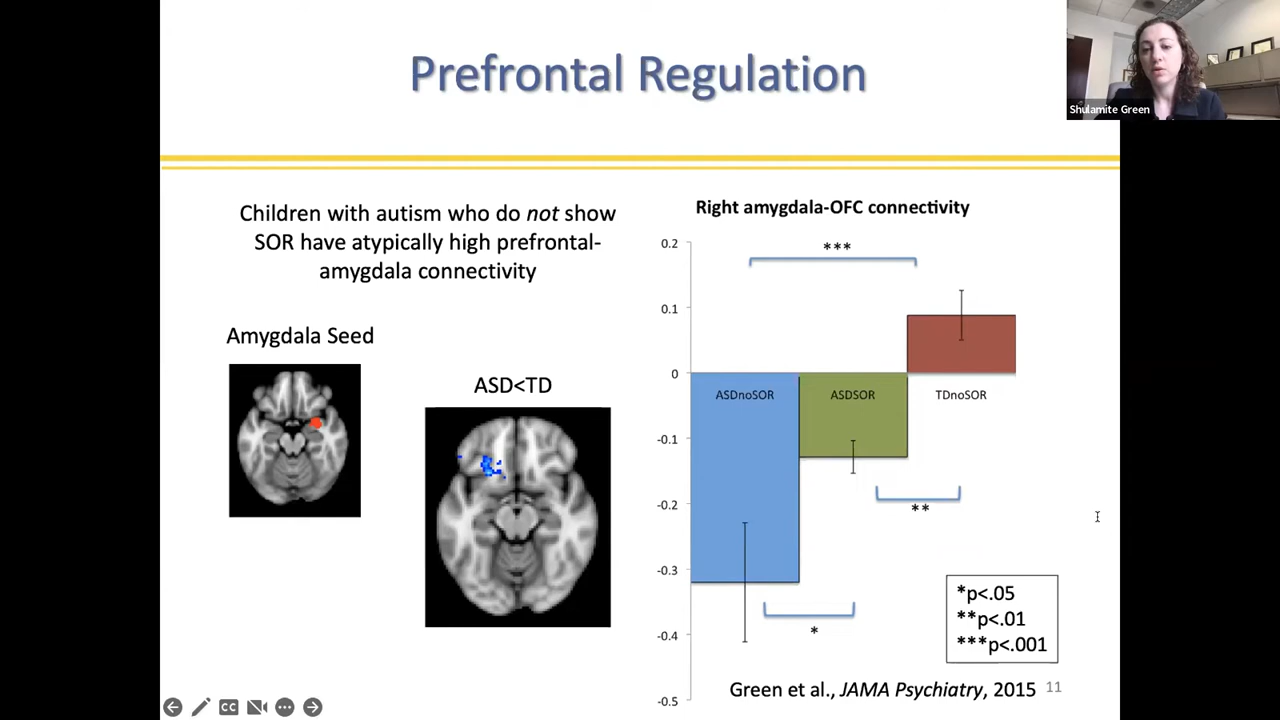 Prefrontal Regulation
Shulamite Green
Children with autism who do not show
SOR have atypically high prefrontal-
amygdala connectivity
Amygdala Seed
ASD<TD
Right amygdala-OFC connectivity
0.2
***
0.1
0
ASDnoSOR
ASDSOR
TDnoSOR
-0.1
-0.2
**
-0.3
*
-0.4
-0.5
*p<.05
**p<.01
***p<.001
Green et al., JAMA Psychiatry, 2015
11
CC